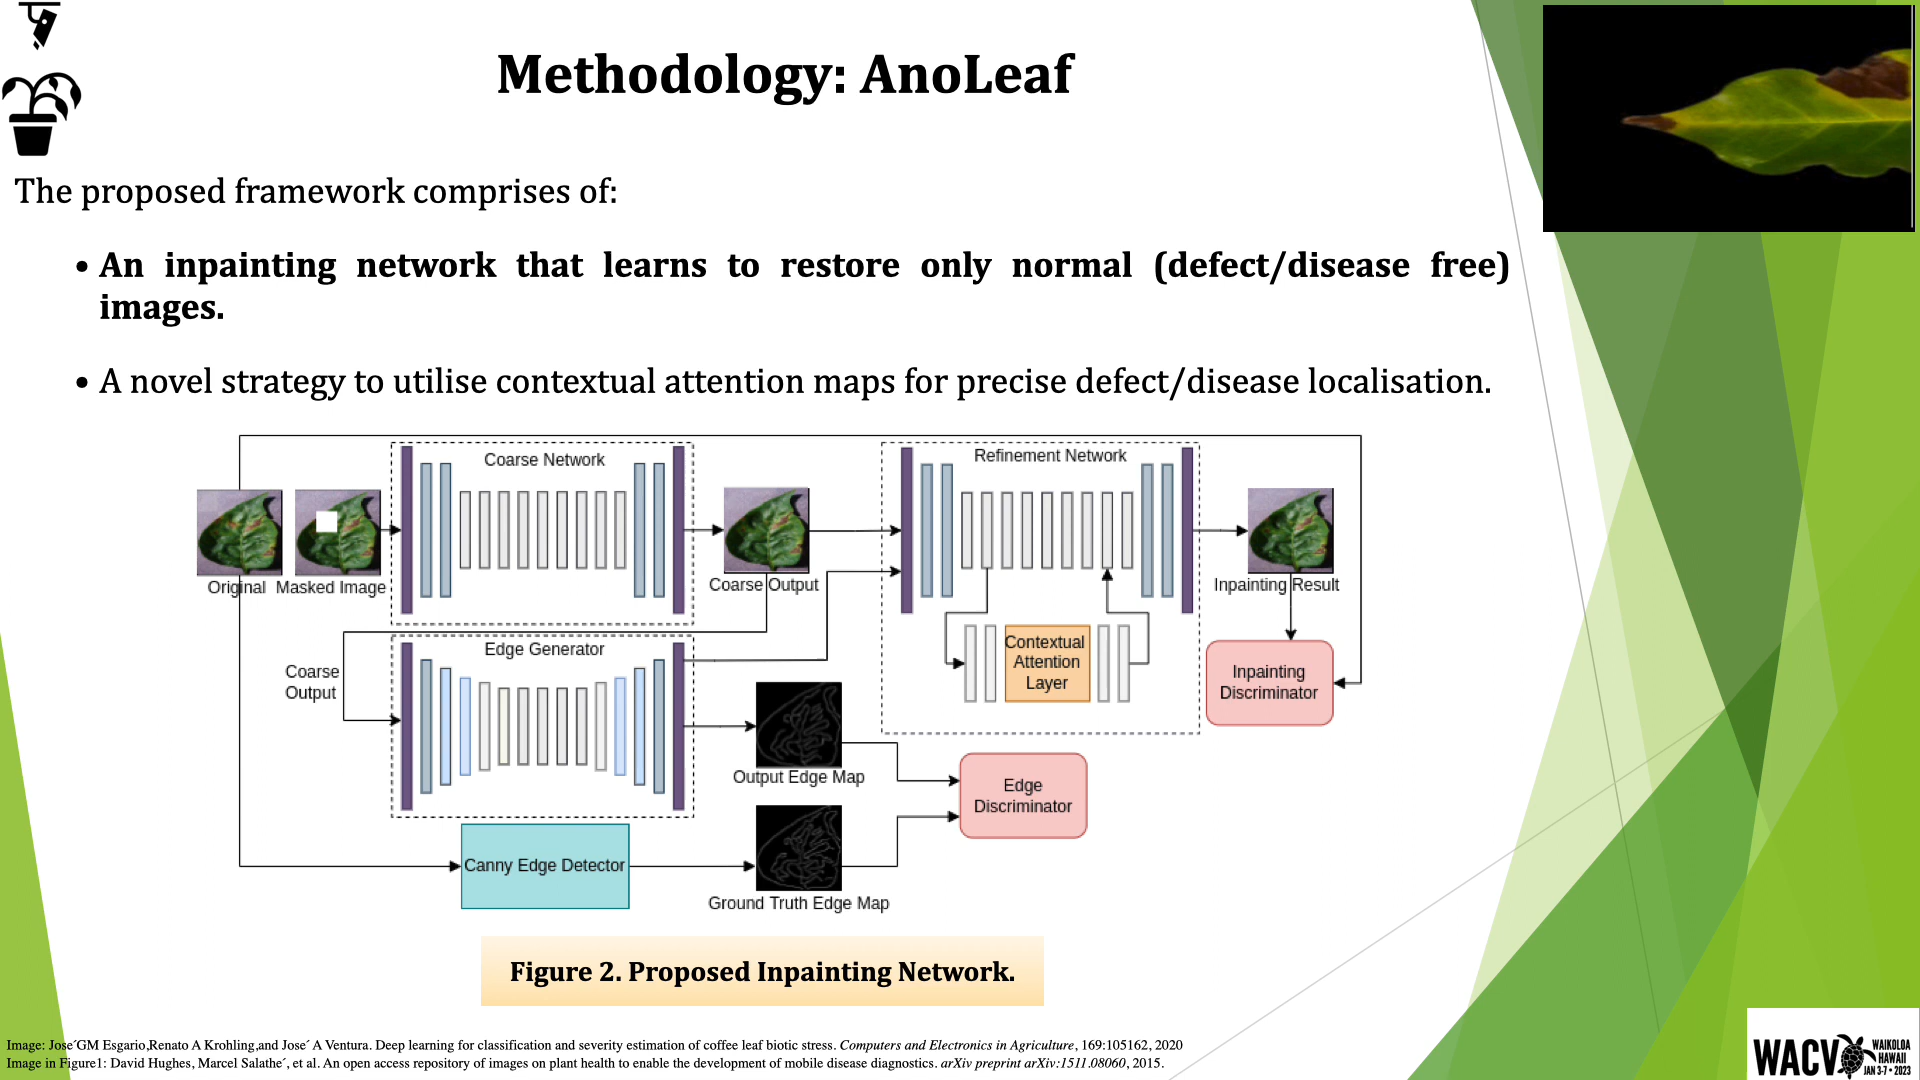 Methodology: AnoLeaf
The proposed framework comprises of:
• An inpainting network that learns to restore only normal (defect/disease free)
images.
• A novel strategy to utilise contextual attention maps for precise defect/disease localisation.
Coarse Network
Refinement Network
Original
Masked Image
Coarse Output
Inpainting Result
Coarse
Output
Edge Generator
Contextual
Attention
Layer
Inpainting
Discriminator
Output Edge Map
Edge
Discriminator
Canny Edge Detector
Ground Truth Edge Map
Figure 2. Proposed Inpainting Network.
Image: Jose´GM Esgario,Renato A Krohling,and Jose´ A Ventura. Deep learning for classification and severity estimation of coffee leaf biotic stress. Computers and Electronics in Agriculture, 169:105162, 2020
Image in Figure1: David Hughes, Marcel Salathe´, et al. An open access repository of images on plant health to enable the development of mobile disease diagnostics. arXiv preprint arXiv:1511.08060, 2015.
WACV
WAIKOLOA
HAWAII
JAN 3-7 • 2023